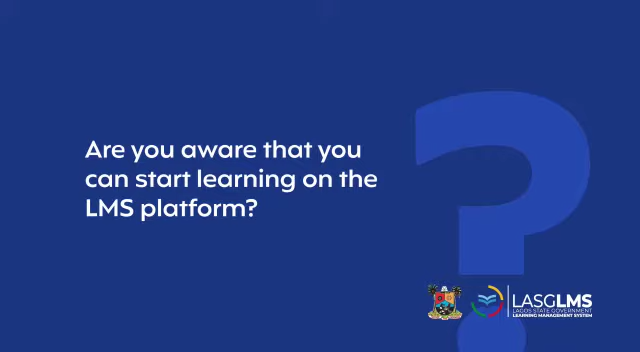 Are you aware that you
can start learning on the
LMS platform?
LASGLMS
LAGOS STATE GOVERNMENT
LEARNING MANAGEMENT SYSTEM